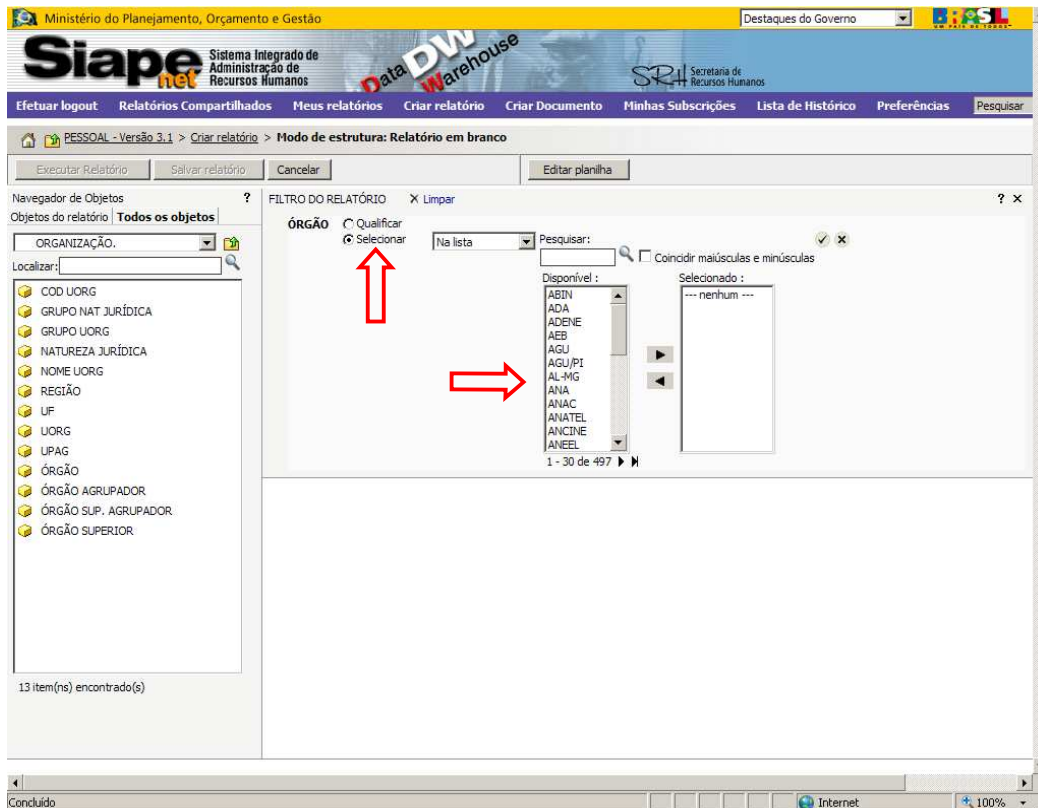 Ministério do Planejamento, Orçamento e Gestão
Destaques do Governo
BRASIL
UM PAÍS DE TODOS
Siape
net
Sistema Integrado de
Administração de
Recursos Humanos
Data DW Warehouse
SRH Secretaria de
Recursos Humanos
Efetuar logout Relatórios Compartilhados Meus relatórios Criar relatório Criar Documento Minhas Subscrições Lista de Histórico Preferências Pesquisar
PESSOAL - Versão 3.1 > Criar relatório > Modo de estrutura: Relatório em branco
Executar Relatório Salvar relatório Cancelar Editar planilha
Navegador de Objetos ?
Objetos do relatório Todos os objetos
ORGANIZAÇÃO.
Localizar:
COD UORG
GRUPO NAT JURÍDICA
GRUPO UORG
NATUREZA JURÍDICA
NOME UORG
REGIÃO
UF
UORG
UPAG
ÓRGÃO
ÓRGÃO AGRUPADOR
ÓRGÃO SUP. AGRUPADOR
ÓRGÃO SUPERIOR
13 item(ns) encontrado(s)
FILTRO DO RELATÓRIO X Limpar ? X
ÓRGÃO Qualificar
Selecionar Na lista Pesquisar:
Coincidir maiúsculas e minúsculas
Disponível : Selecionado :
ABIN
ADA
ADENE
AEB
AGU
AGU/PI
AL-MG
ANA
ANAC
ANATEL
ANCINE
ANEEL
--- nenhum ---
1 - 30 de 497
Concluído Internet 100%